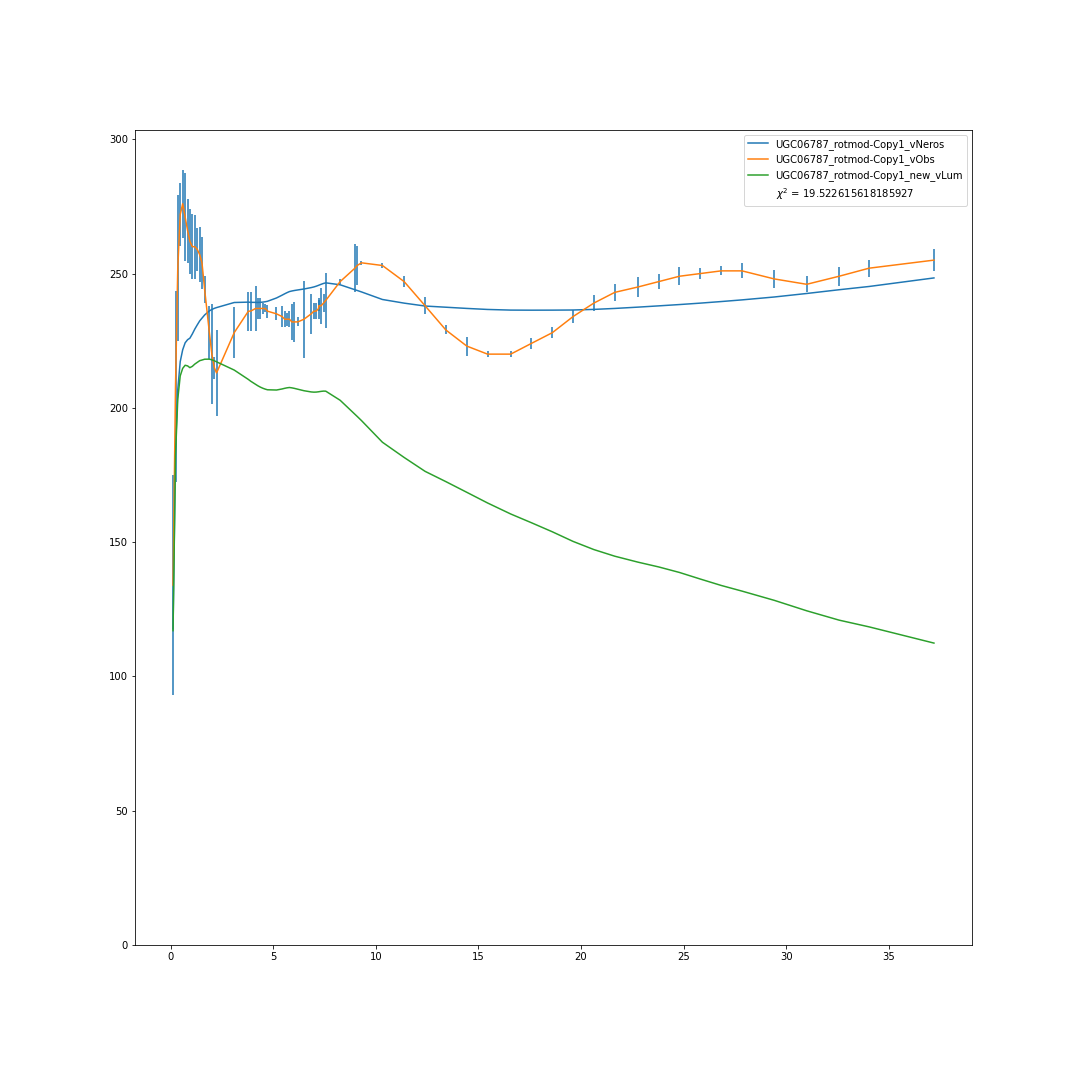 300
250
200
150
100
50
0
0 5 10 15 20 25 30 35
UGC06787_rotmod-Copy1_vNeros
UGC06787_rotmod-Copy1_vObs
UGC06787_rotmod-Copy1_new_vLum
χ² = 19.522615618185927